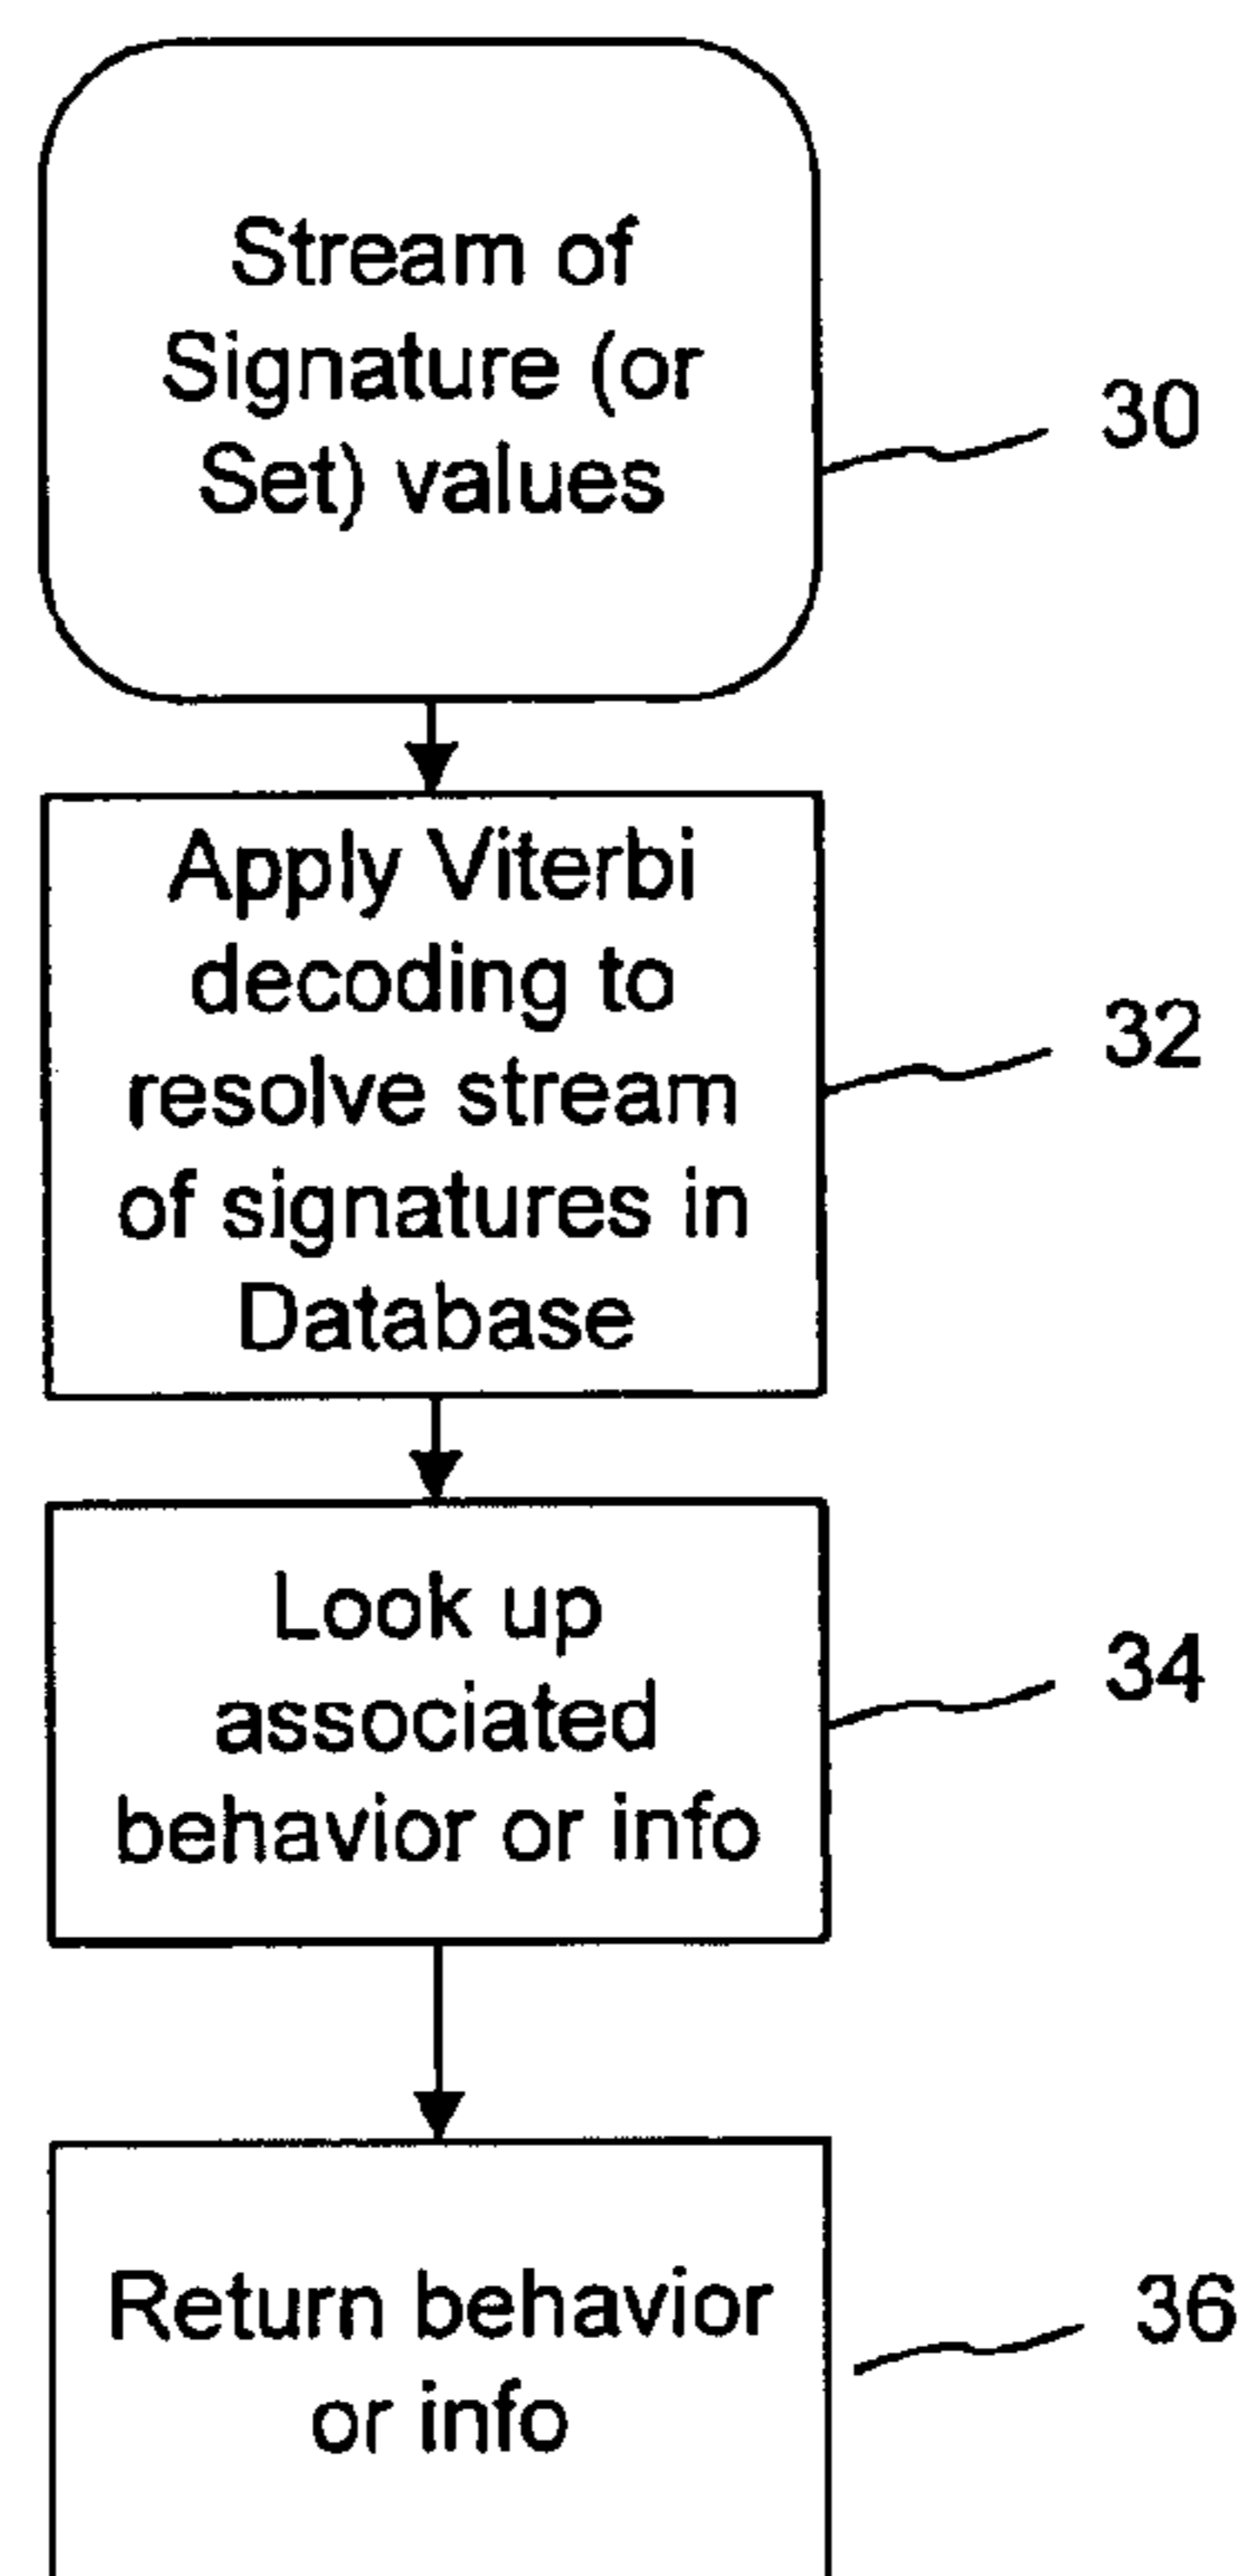 Stream of
Signature (or
Set) values
30
Apply Viterbi
decoding to
resolve stream
of signatures in
Database
32
Look up
associated
behavior or info
34
Return behavior
or info
36